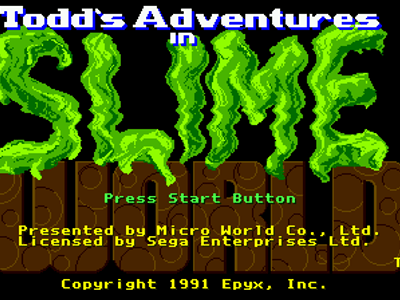 Todd's Adventures
in
SLIME
WORLD
Press Start Button
Presented by Micro World Co., Ltd.
Licensed by Sega Enterprises Ltd.
T
Copyright 1991 Epyx, Inc.